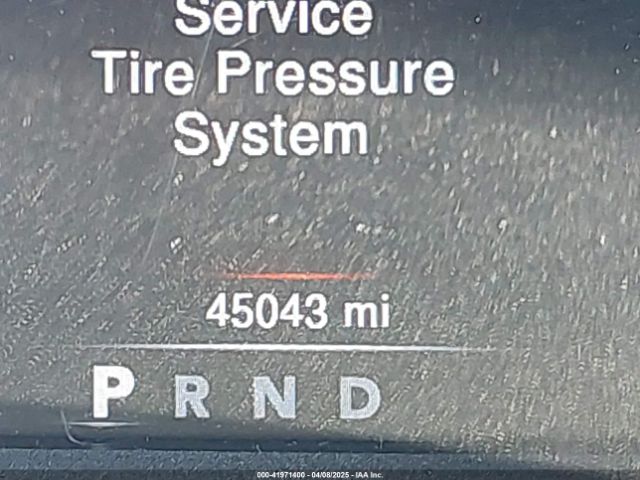 Service
Tire Pressure
System
45043 mi
P R N D
000-41971400 - 04/08/2025 - IAA Inc.